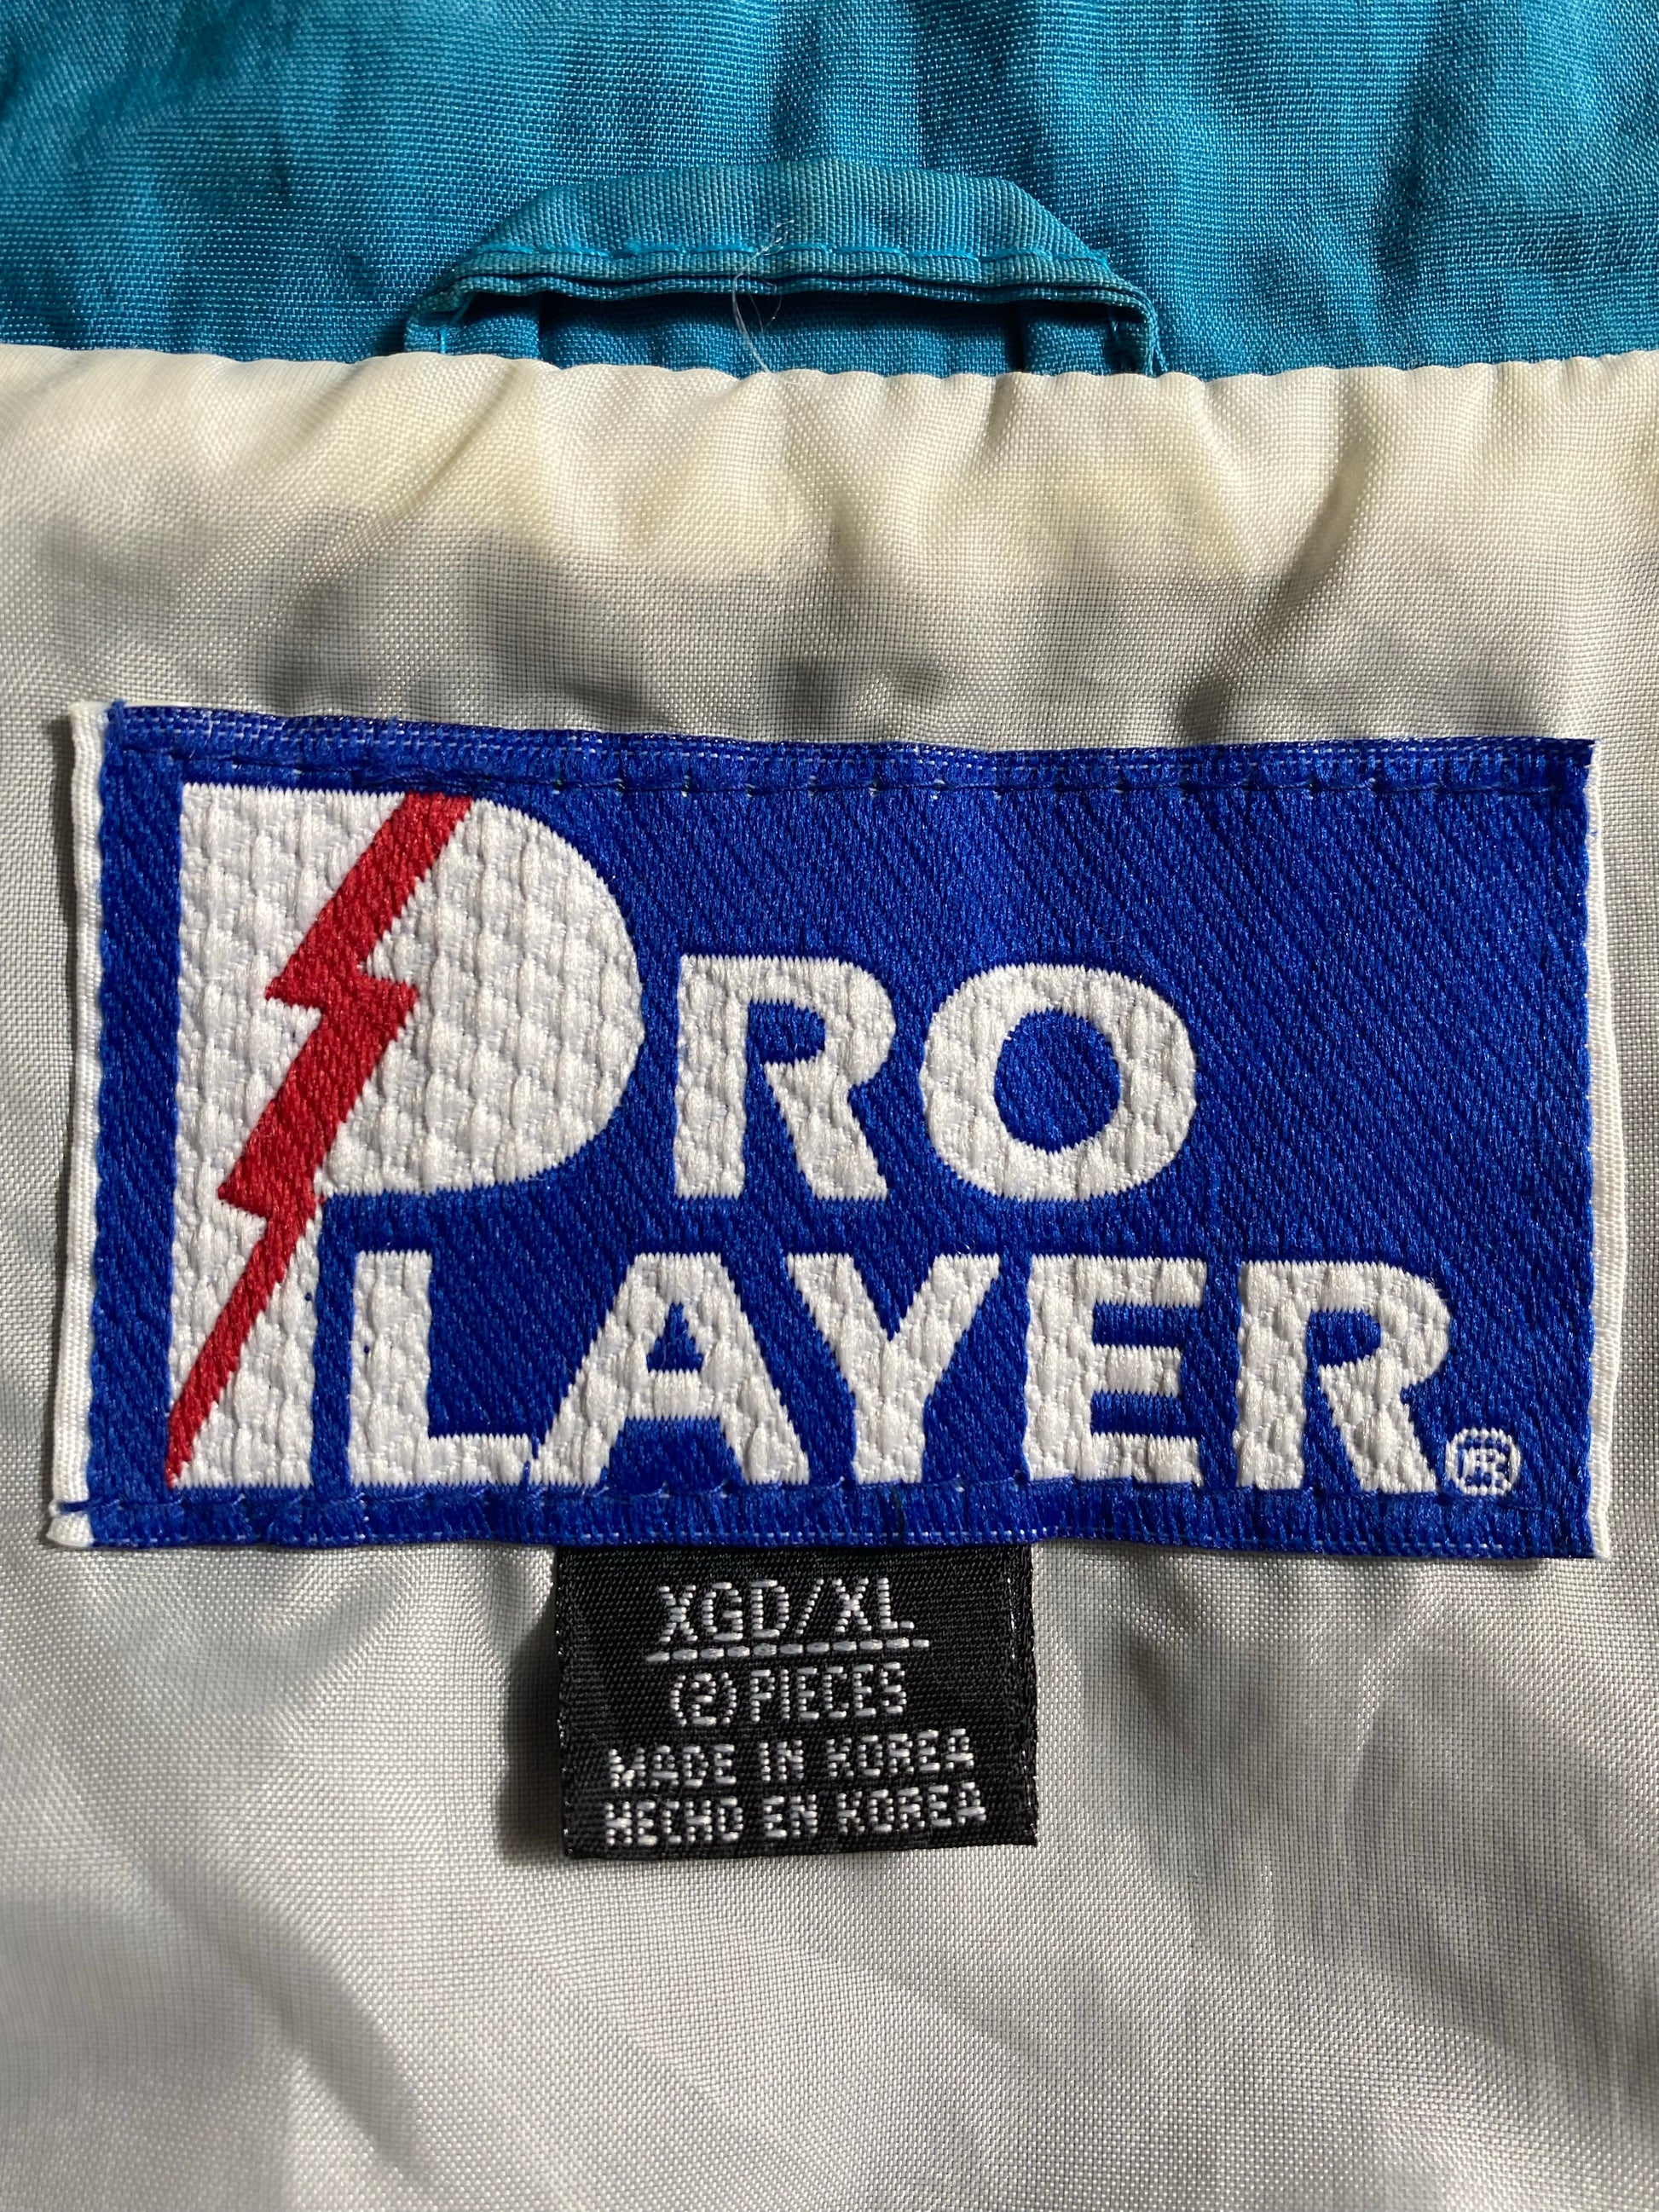 PRO
PLAYER®
XGD/XL
(2) PIECES
MADE IN KOREA
HECHO EN KOREA